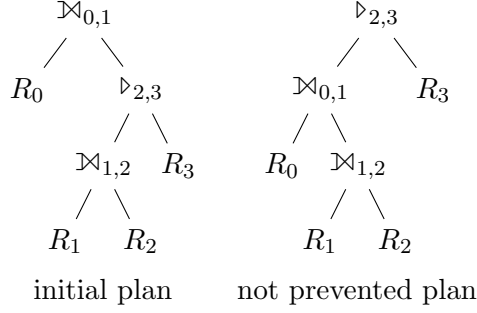 ⟕₀,₁
R₀ ▷₂,₃
⟕₁,₂ R₃
R₁ R₂
initial plan
▷₂,₃
⟕₀,₁ R₃
R₀ ⟕₁,₂
R₁ R₂
not prevented plan